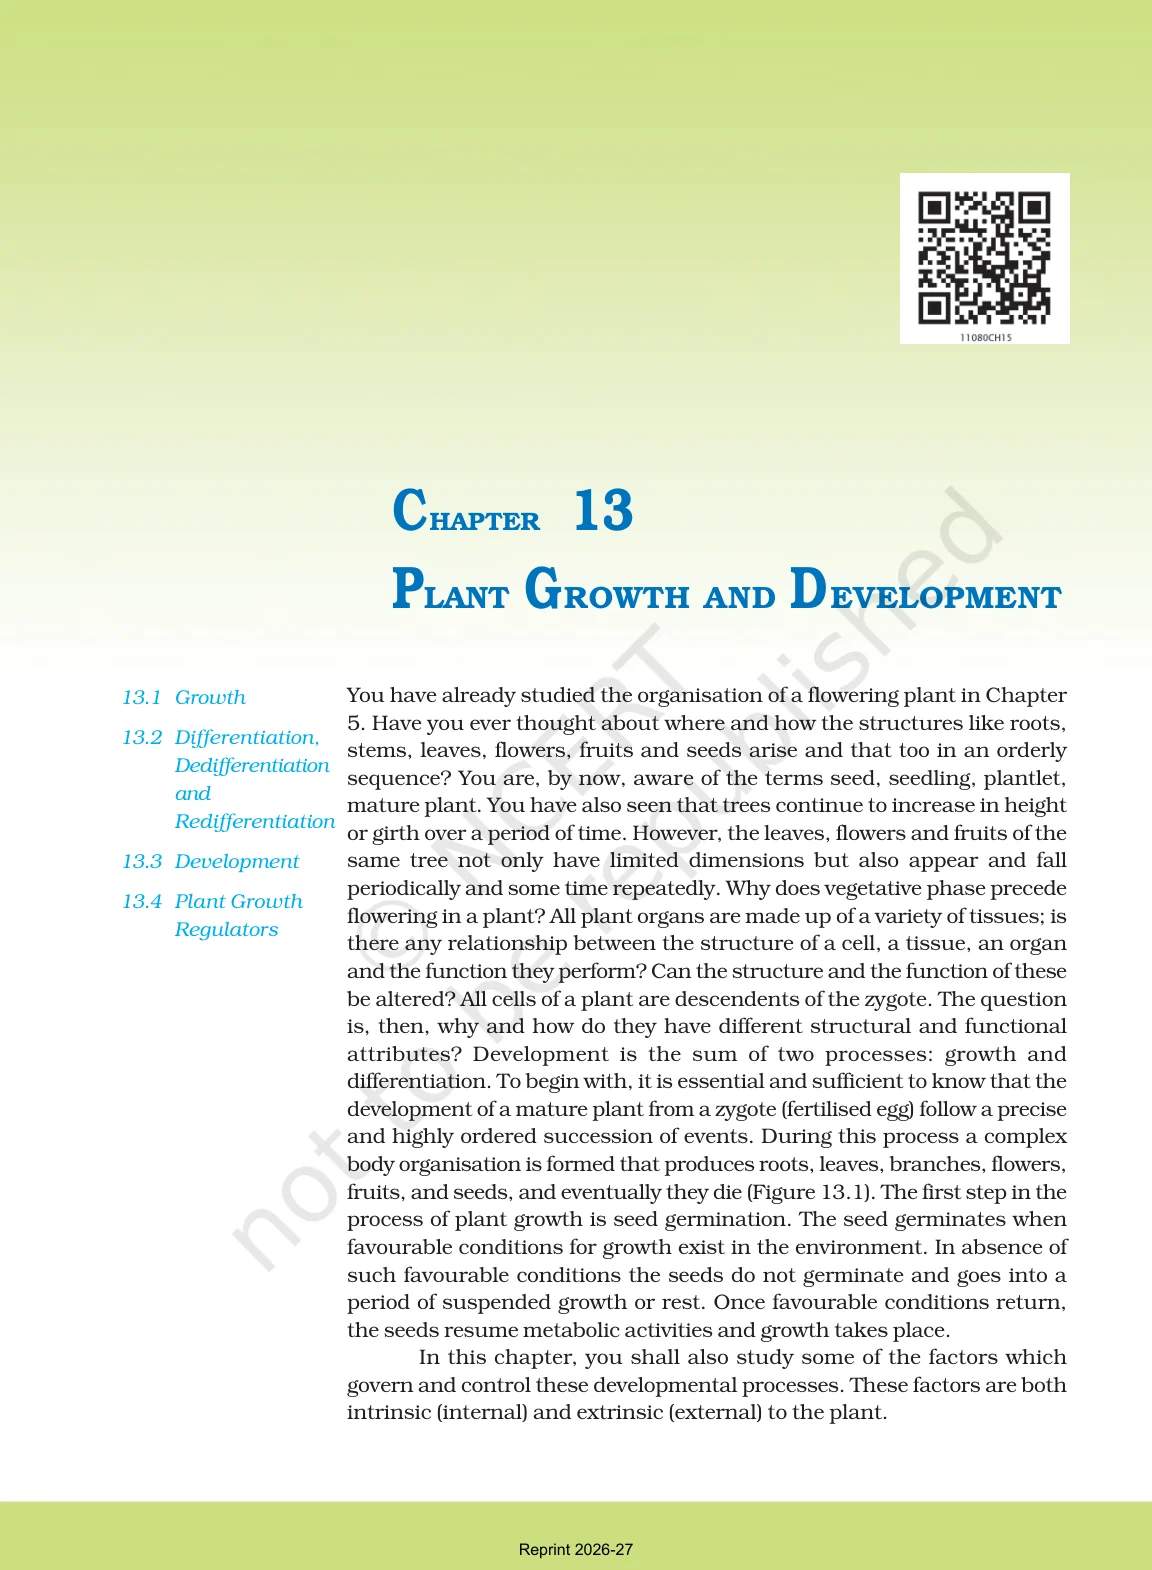 11080CH15
CHAPTER 13
PLANT GROWTH AND DEVELOPMENT
13.1 Growth
13.2 Differentiation,
Dedifferentiation
and
Redifferentiation
13.3 Development
13.4 Plant Growth
Regulators
You have already studied the organisation of a flowering plant in Chapter
5. Have you ever thought about where and how the structures like roots,
stems, leaves, flowers, fruits and seeds arise and that too in an orderly
sequence? You are, by now, aware of the terms seed, seedling, plantlet,
mature plant. You have also seen that trees continue to increase in height
or girth over a period of time. However, the leaves, flowers and fruits of the
same tree not only have limited dimensions but also appear and fall
periodically and some time repeatedly. Why does vegetative phase precede
flowering in a plant? All plant organs are made up of a variety of tissues; is
there any relationship between the structure of a cell, a tissue, an organ
and the function they perform? Can the structure and the function of these
be altered? All cells of a plant are descendents of the zygote. The question
is, then, why and how do they have different structural and functional
attributes? Development is the sum of two processes: growth and
differentiation. To begin with, it is essential and sufficient to know that the
development of a mature plant from a zygote (fertilised egg) follow a precise
and highly ordered succession of events. During this process a complex
body organisation is formed that produces roots, leaves, branches, flowers,
fruits, and seeds, and eventually they die (Figure 13.1). The first step in the
process of plant growth is seed germination. The seed germinates when
favourable conditions for growth exist in the environment. In absence of
such favourable conditions the seeds do not germinate and goes into a
period of suspended growth or rest. Once favourable conditions return,
the seeds resume metabolic activities and growth takes place.
In this chapter, you shall also study some of the factors which
govern and control these developmental processes. These factors are both
intrinsic (internal) and extrinsic (external) to the plant.
© NCERT
not to be republished
Reprint 2026-27